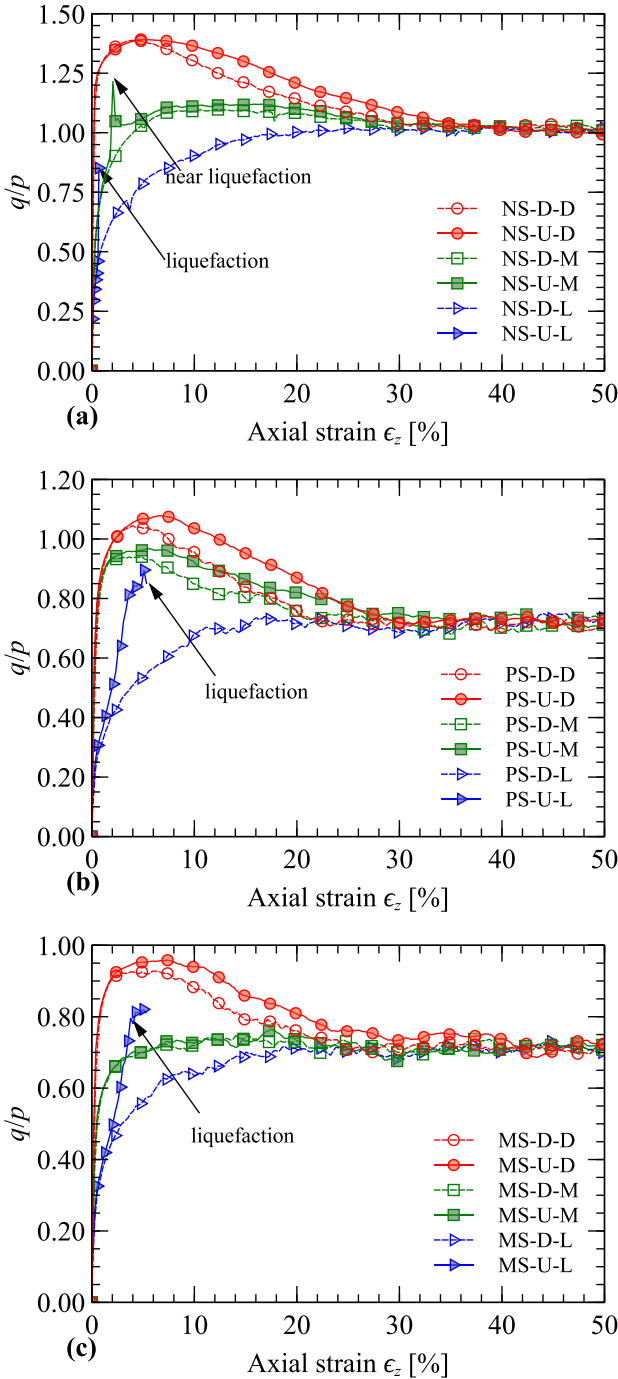 1.50
1.25
1.00
0.75
0.50
0.25
0.00
q/p
near liquefaction
liquefaction
NS-D-D
NS-U-D
NS-D-M
NS-U-M
NS-D-L
NS-U-L
0 10 20 30 40 50
(a)
Axial strain ϵz [%]
1.20
1.00
0.80
0.60
0.40
0.20
0.00
q/p
liquefaction
PS-D-D
PS-U-D
PS-D-M
PS-U-M
PS-D-L
PS-U-L
0 10 20 30 40 50
(b)
Axial strain ϵz [%]
1.00
0.80
0.60
0.40
0.20
0.00
q/p
liquefaction
MS-D-D
MS-U-D
MS-D-M
MS-U-M
MS-D-L
MS-U-L
0 10 20 30 40 50
(c)
Axial strain ϵz [%]